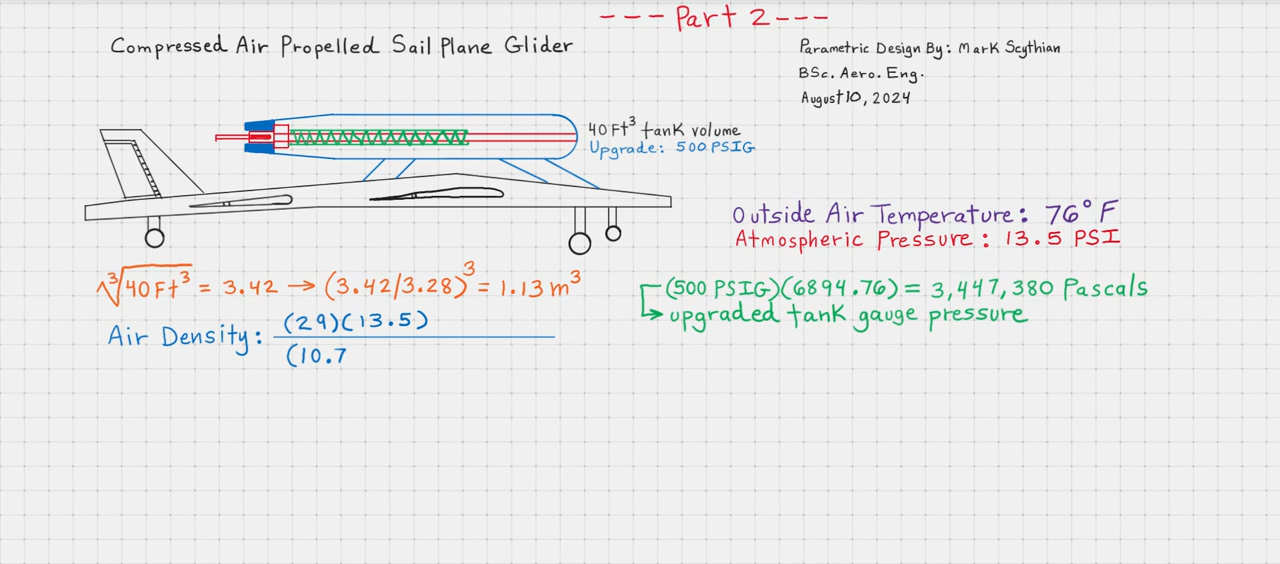 --- Part 2 ---
Compressed Air Propelled Sail Plane Glider
Parametric Design By: Mark Scythian
BSc. Aero. Eng.
August 10, 2024
40 Ft³ tank volume
Upgrade: 500 PSIG
Outside Air Temperature: 76°F
Atmospheric Pressure: 13.5 PSI
∛40 Ft³ = 3.42 → (3.42/3.28)³ = 1.13 m³
(500 PSIG)(6894.76) = 3,447,380 Pascals
↳ upgraded tank gauge pressure
Air Density: (29)(13.5)
(10.7